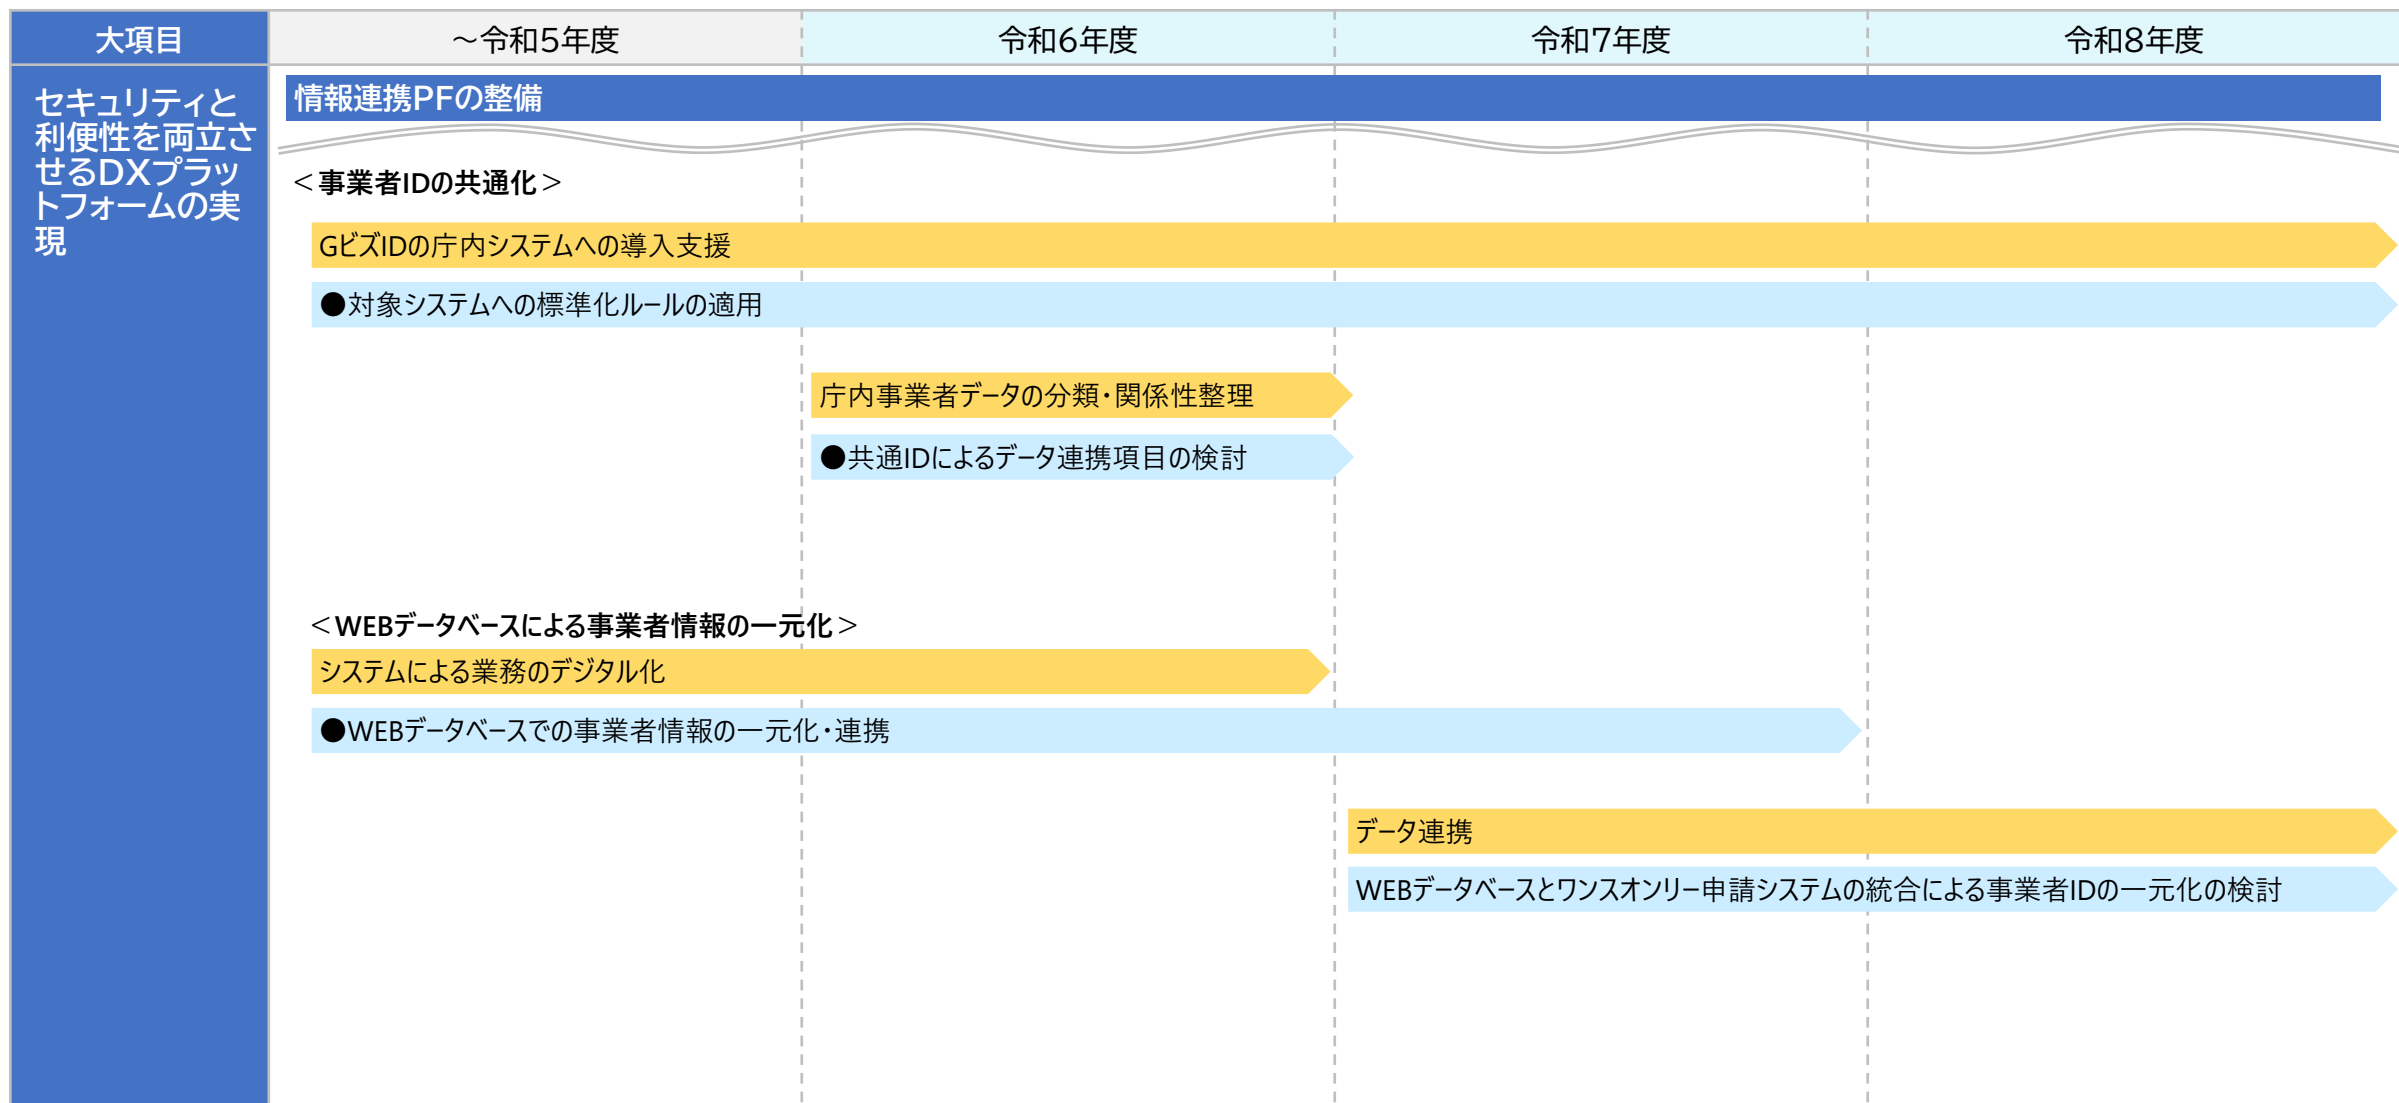 大項目
～令和5年度
令和6年度
令和7年度
令和8年度
セキュリティと
利便性を両立さ
せるDXプラッ
トフォームの実
現
情報連携PFの整備
＜事業者IDの共通化＞
GビズIDの庁内システムへの導入支援
●対象システムへの標準化ルールの適用
庁内事業者データの分類・関係性整理
●共通IDによるデータ連携項目の検討
＜WEBデータベースによる事業者情報の一元化＞
システムによる業務のデジタル化
●WEBデータベースでの事業者情報の一元化・連携
データ連携
WEBデータベースとワンスオンリー申請システムの統合による事業者IDの一元化の検討